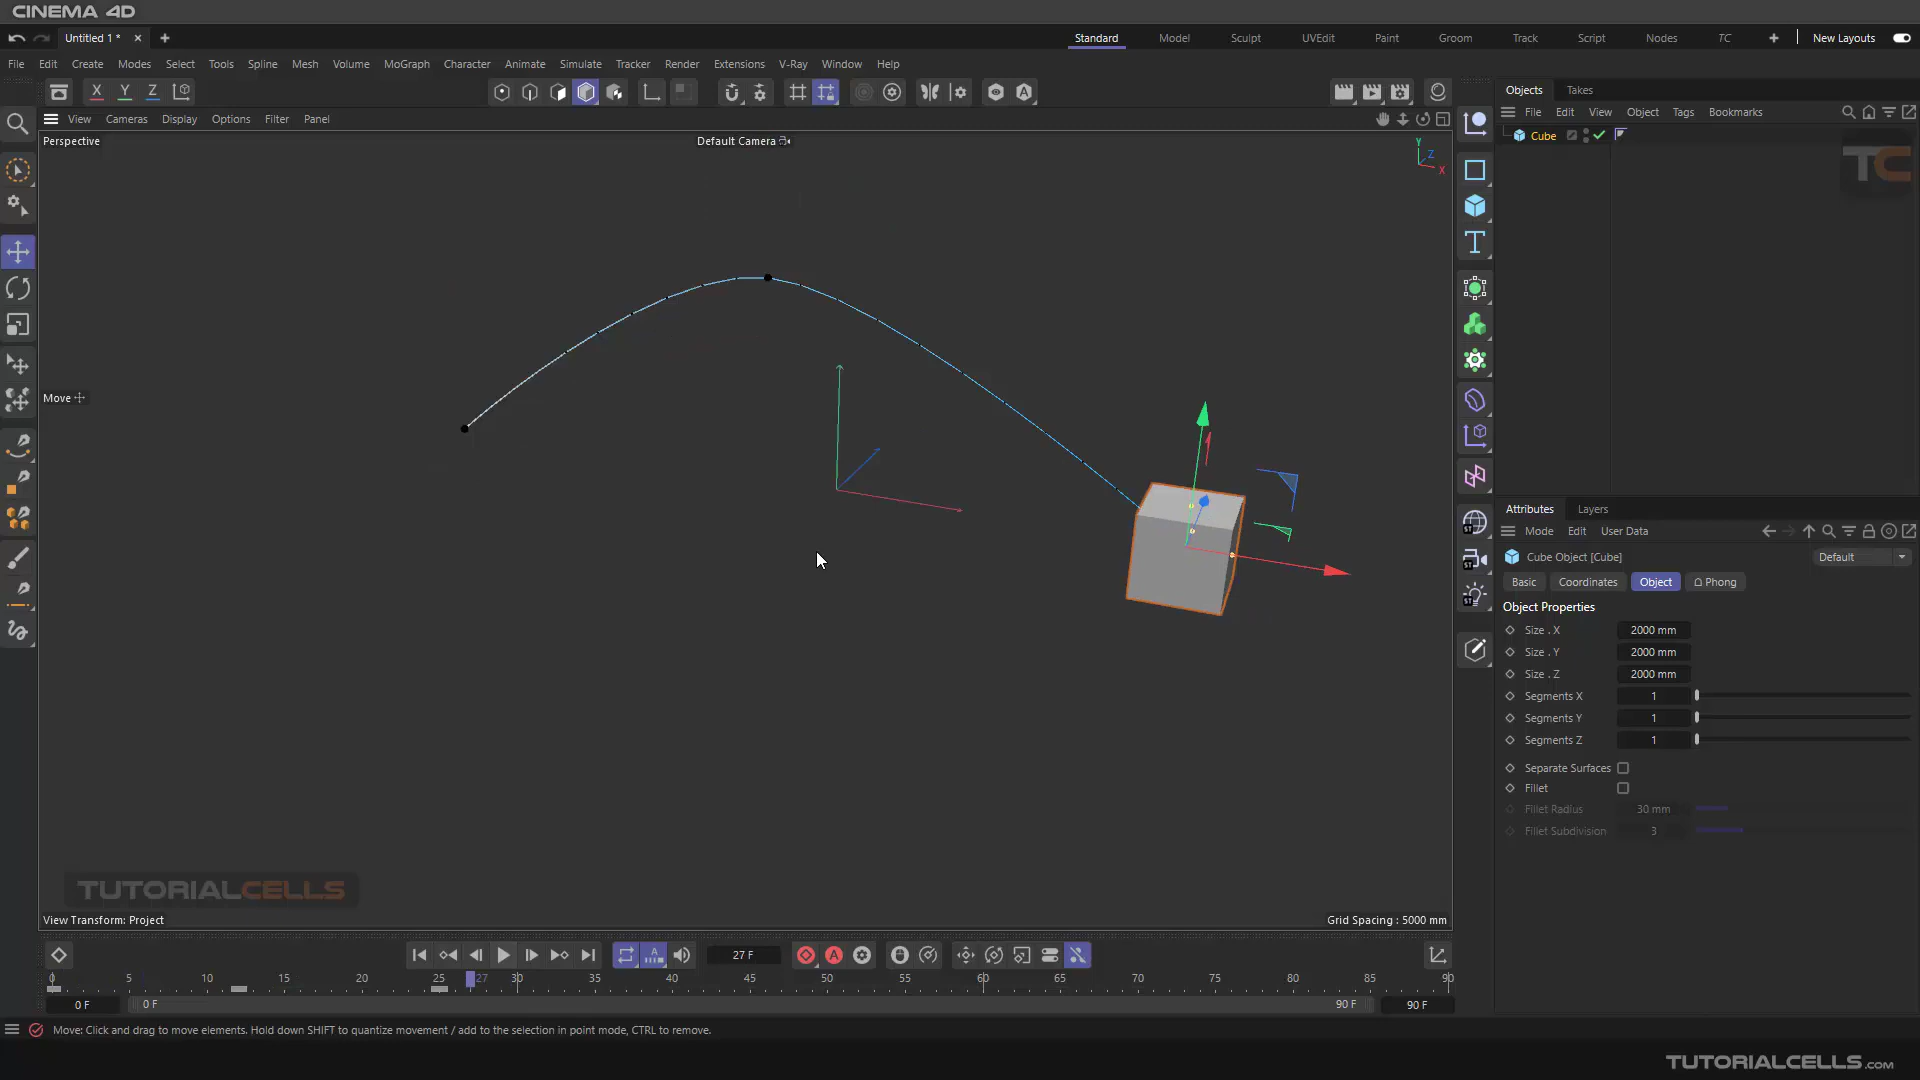 CINEMA 4D
Untitled 1 *
Standard
Model
Sculpt
UVEdit
Paint
Groom
Track
Script
Nodes
TC
New Layouts
File Edit Create Modes Select Tools Spline Mesh Volume MoGraph Character Animate Simulate Tracker Render Extensions V-Ray Window Help
X Y Z
Objects Takes
File Edit View Object Tags Bookmarks
View Cameras Display Options Filter Panel
Perspective
Default Camera
Y
Z
X
Cube
TC
Move
ST
ST
ST
Attributes Layers
Mode Edit User Data
Cube Object [Cube]
Default
Basic Coordinates Object Phong
Object Properties
Size . X 2000 mm
Size . Y 2000 mm
Size . Z 2000 mm
Segments X 1
Segments Y 1
Segments Z 1
Separate Surfaces
Fillet
Fillet Radius 30 mm
Fillet Subdivision 3
TUTORIALCELLS
View Transform: Project
Grid Spacing : 5000 mm
27 F
0 5 10 15 20 25 27 30 35 40 45 50 55 60 65 70 75 80 85 90
0 F
0 F
90 F
90 F
Move: Click and drag to move elements. Hold down SHIFT to quantize movement / add to the selection in point mode, CTRL to remove.
TUTORIALCELLS.com